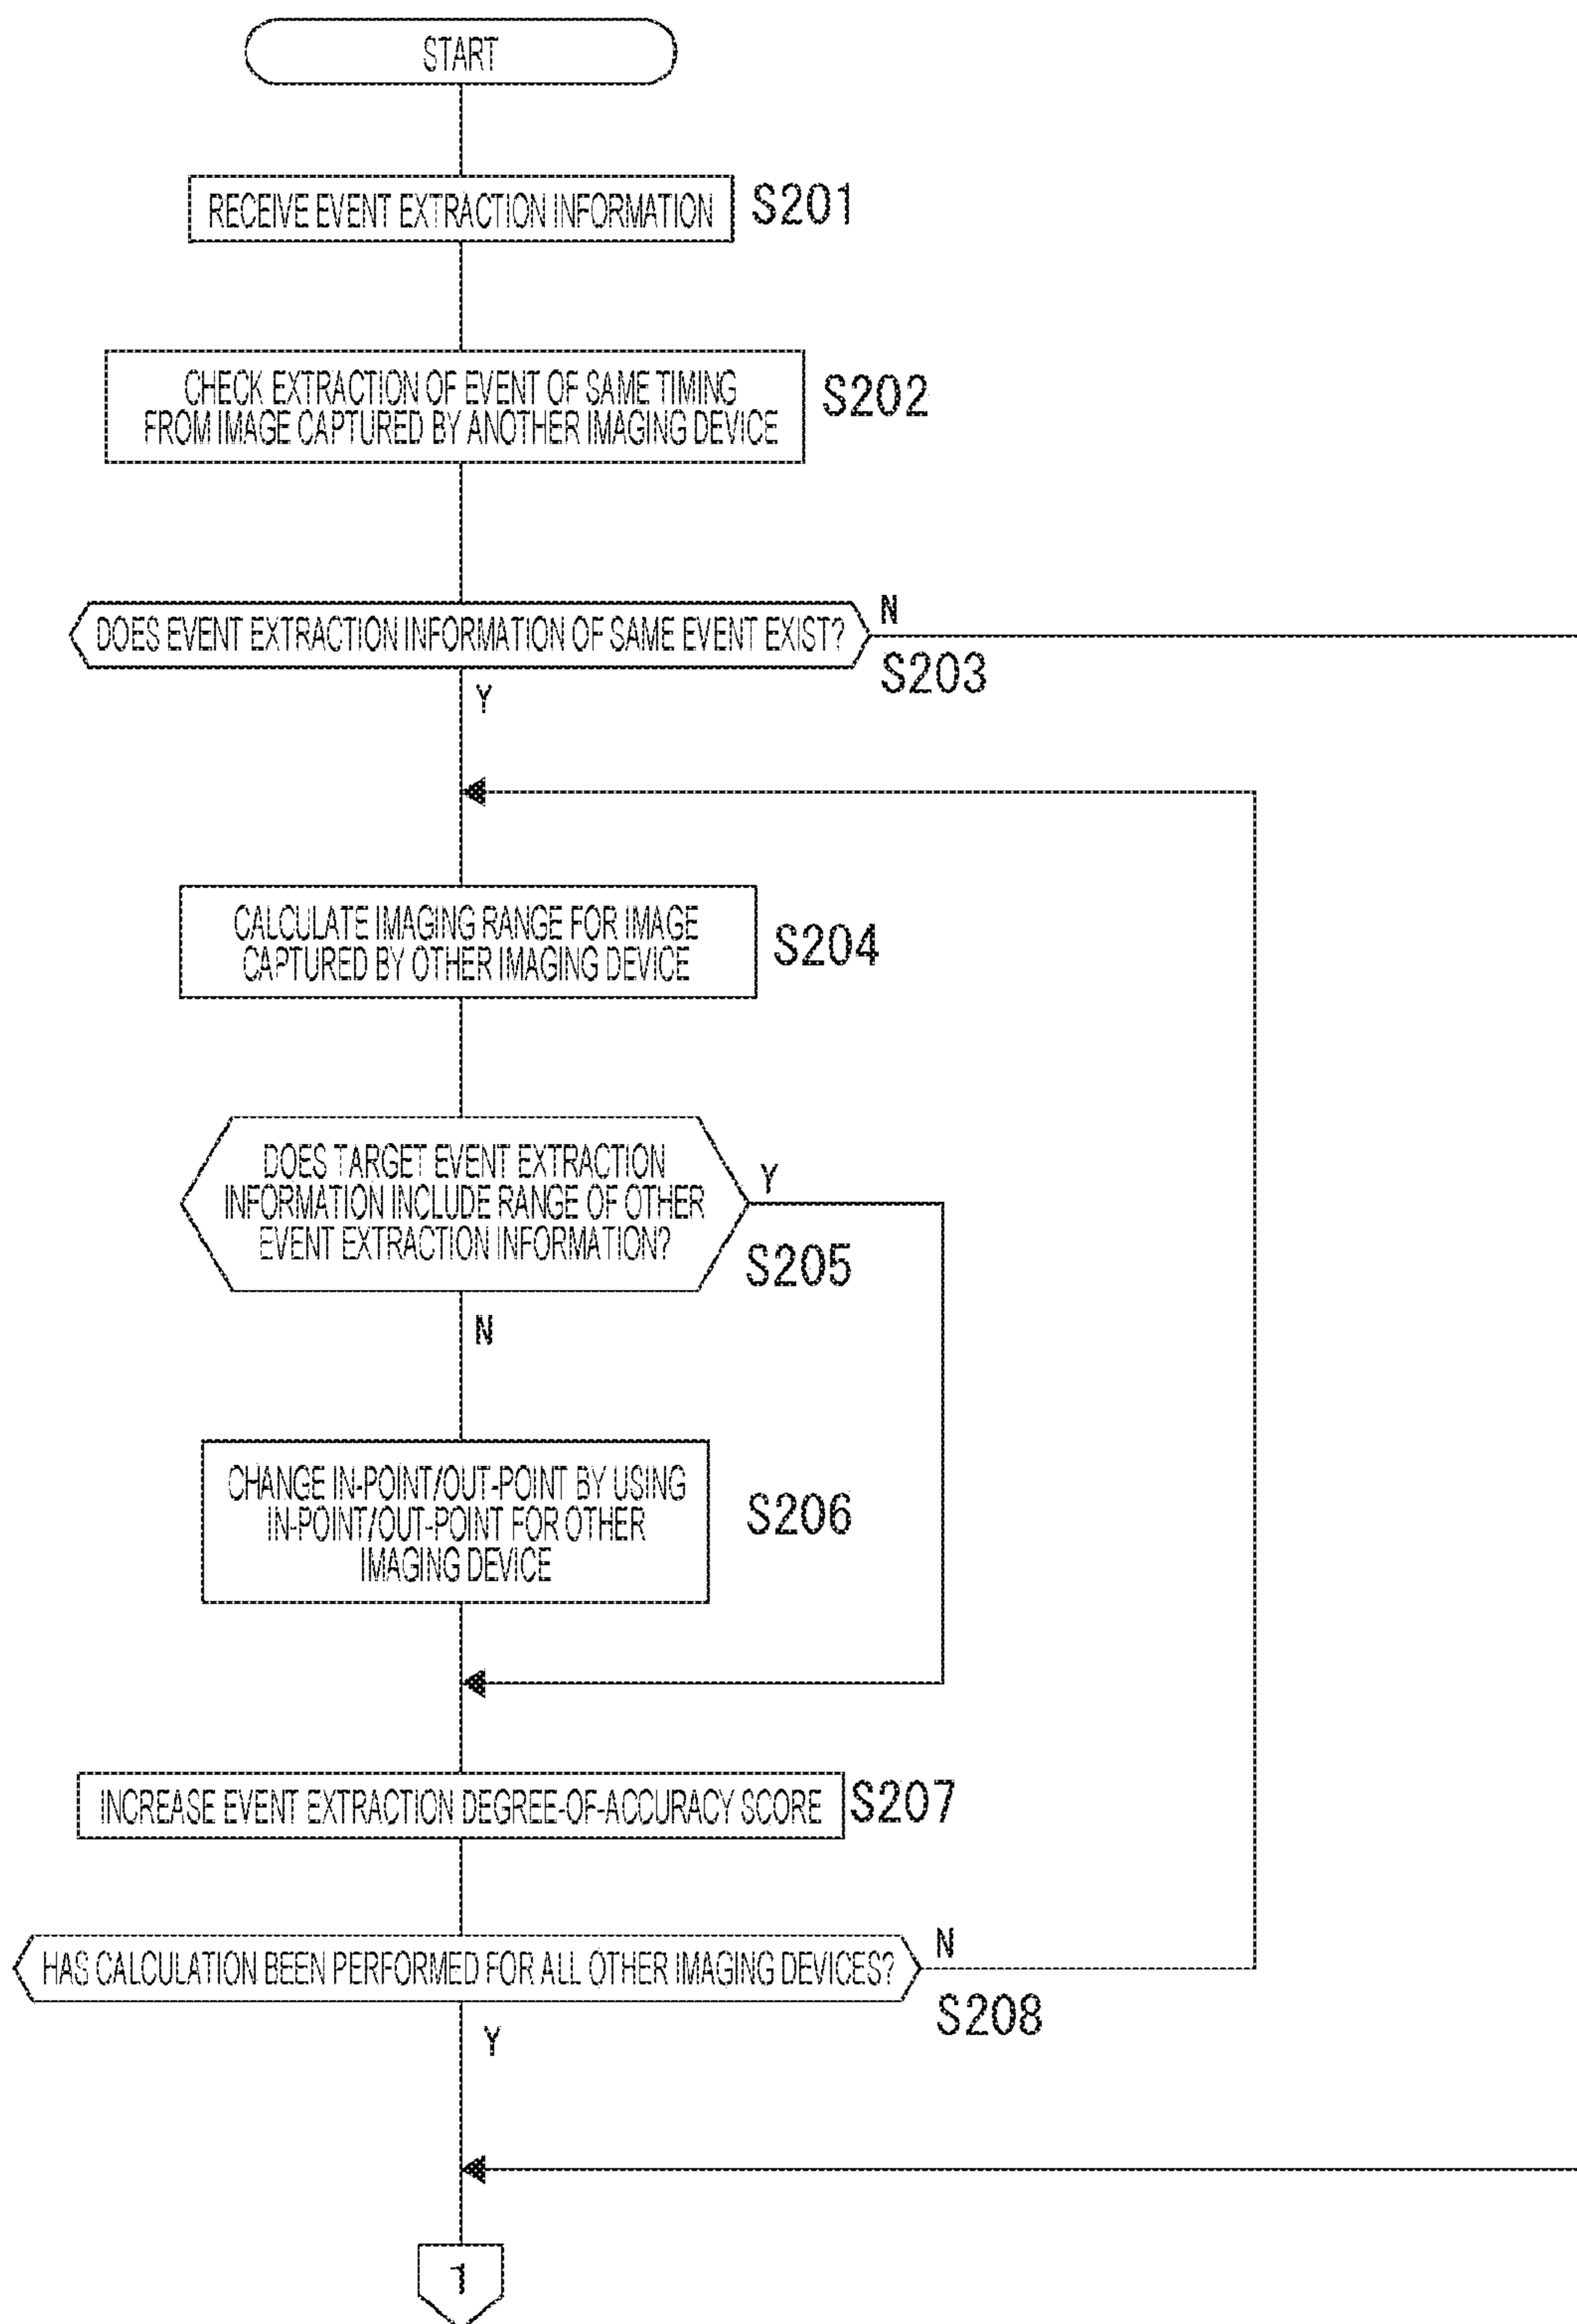 START
RECEIVE EVENT EXTRACTION INFORMATION
S201
CHECK EXTRACTION OF EVENT OF SAME TIMING
FROM IMAGE CAPTURED BY ANOTHER IMAGING DEVICE
S202
DOES EVENT EXTRACTION INFORMATION OF SAME EVENT EXIST?
N
S203
Y
CALCULATE IMAGING RANGE FOR IMAGE
CAPTURED BY OTHER IMAGING DEVICE
S204
DOES TARGET EVENT EXTRACTION
INFORMATION INCLUDE RANGE OF OTHER
EVENT EXTRACTION INFORMATION?
Y
S205
N
CHANGE IN-POINT/OUT-POINT BY USING
IN-POINT/OUT-POINT FOR OTHER
IMAGING DEVICE
S206
INCREASE EVENT EXTRACTION DEGREE-OF-ACCURACY SCORE
S207
HAS CALCULATION BEEN PERFORMED FOR ALL OTHER IMAGING DEVICES?
N
S208
Y
1